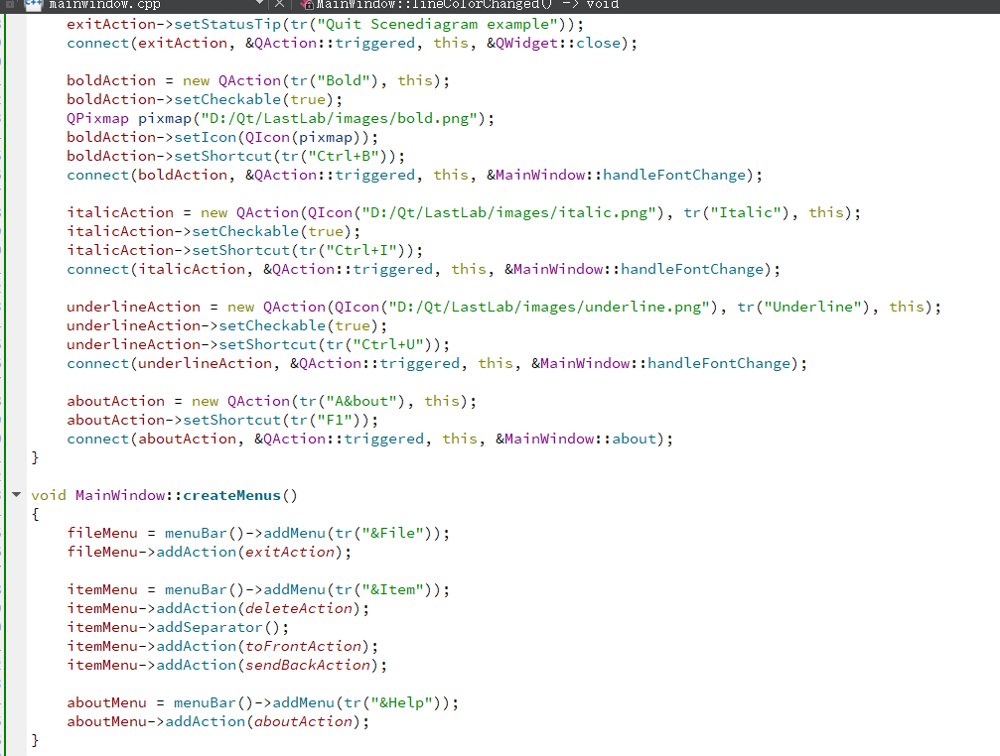 mainwindow.cpp MainWindow::lineColorChanged() -> void
    exitAction->setStatusTip(tr("Quit Scenediagram example"));
    connect(exitAction, &QAction::triggered, this, &QWidget::close);

    boldAction = new QAction(tr("Bold"), this);
    boldAction->setCheckable(true);
    QPixmap pixmap("D:/Qt/LastLab/images/bold.png");
    boldAction->setIcon(QIcon(pixmap));
    boldAction->setShortcut(tr("Ctrl+B"));
    connect(boldAction, &QAction::triggered, this, &MainWindow::handleFontChange);

    italicAction = new QAction(QIcon("D:/Qt/LastLab/images/italic.png"), tr("Italic"), this);
    italicAction->setCheckable(true);
    italicAction->setShortcut(tr("Ctrl+I"));
    connect(italicAction, &QAction::triggered, this, &MainWindow::handleFontChange);

    underlineAction = new QAction(QIcon("D:/Qt/LastLab/images/underline.png"), tr("Underline"), this);
    underlineAction->setCheckable(true);
    underlineAction->setShortcut(tr("Ctrl+U"));
    connect(underlineAction, &QAction::triggered, this, &MainWindow::handleFontChange);

    aboutAction = new QAction(tr("A&bout"), this);
    aboutAction->setShortcut(tr("F1"));
    connect(aboutAction, &QAction::triggered, this, &MainWindow::about);
}

void MainWindow::createMenus()
{
    fileMenu = menuBar()->addMenu(tr("&File"));
    fileMenu->addAction(exitAction);

    itemMenu = menuBar()->addMenu(tr("&Item"));
    itemMenu->addAction(deleteAction);
    itemMenu->addSeparator();
    itemMenu->addAction(toFrontAction);
    itemMenu->addAction(sendBackAction);

    aboutMenu = menuBar()->addMenu(tr("&Help"));
    aboutMenu->addAction(aboutAction);
}